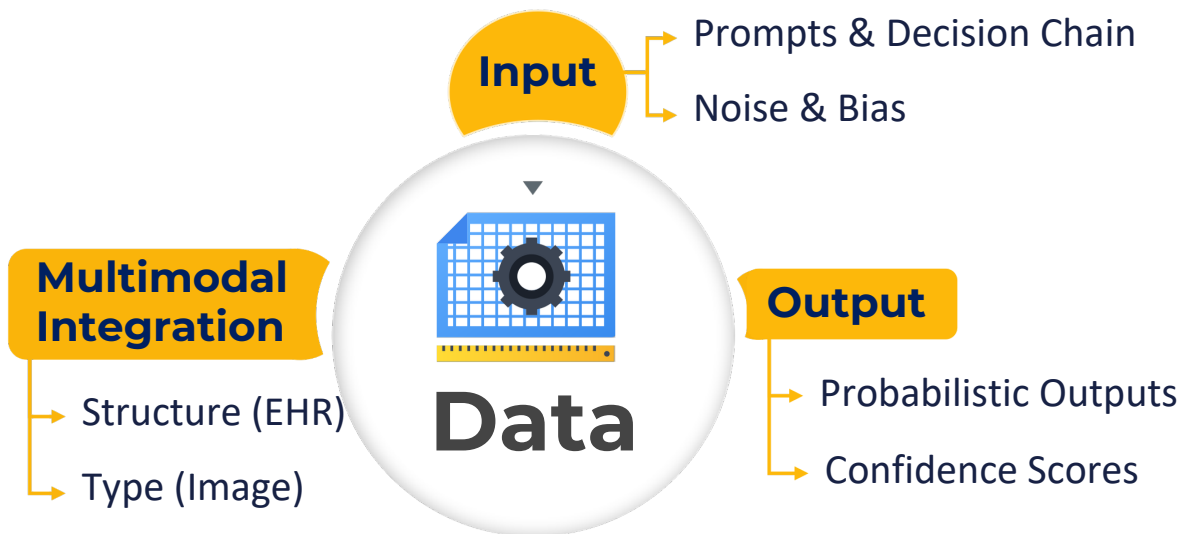 Input
Prompts & Decision Chain
Noise & Bias
Multimodal
Integration
Structure (EHR)
Type (Image)
Data
Output
Probabilistic Outputs
Confidence Scores